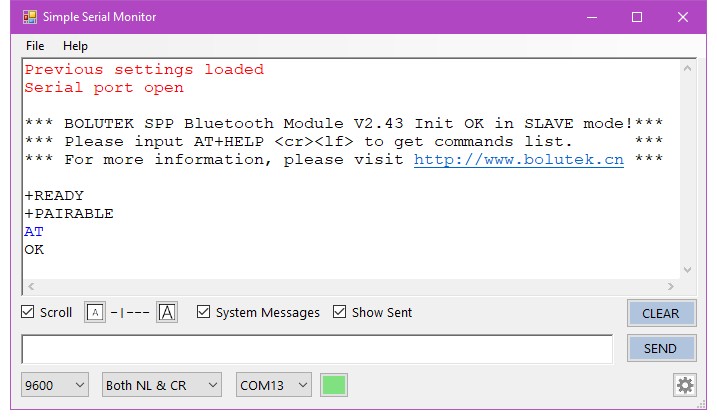 Simple Serial Monitor
File Help
Previous settings loaded
Serial port open
*** BOLUTEK SPP Bluetooth Module V2.43 Init OK in SLAVE mode!***
*** Please input AT+HELP <cr><lf> to get commands list. ***
*** For more information, please visit http://www.bolutek.cn ***
+READY
+PAIRABLE
AT
OK
Scroll A -|--- A System Messages Show Sent CLEAR
SEND
9600 Both NL & CR COM13